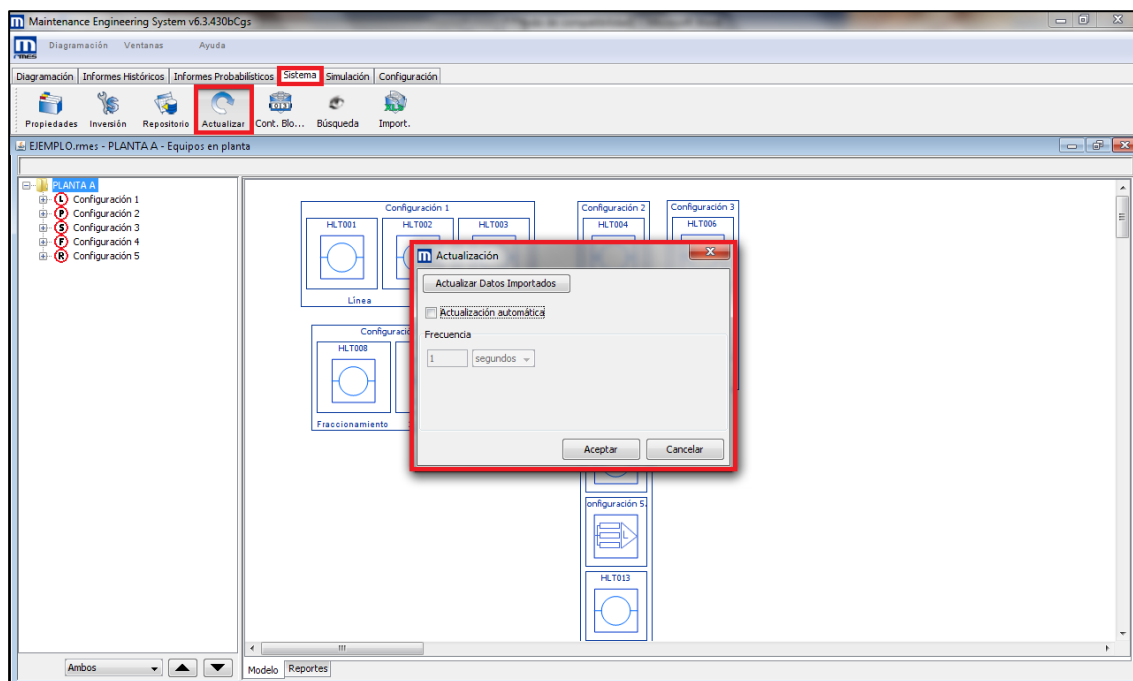 Maintenance Engineering System v6.3.430bCgs
rmes Diagramación Ventanas Ayuda
Diagramación Informes Históricos Informes Probabilísticos Sistema Simulación Configuración
Propiedades Inversión Repositorio Actualizar Cont. Blo... Búsqueda Import.
EJEMPLO.rmes - PLANTA A - Equipos en planta
PLANTA A
L Configuración 1
P Configuración 2
S Configuración 3
F Configuración 4
R Configuración 5
Configuración 1 Configuración 2 Configuración 3
HLT001 HLT002 HLT003 HLT004 HLT006
Línea
Configuració
HLT008
Fraccionamiento
Actualización
Actualizar Datos Importados
Actualización automática
Frecuencia
1 segundos
Aceptar Cancelar
onfiguración 5.
L
HLT013
Ambos
Modelo Reportes